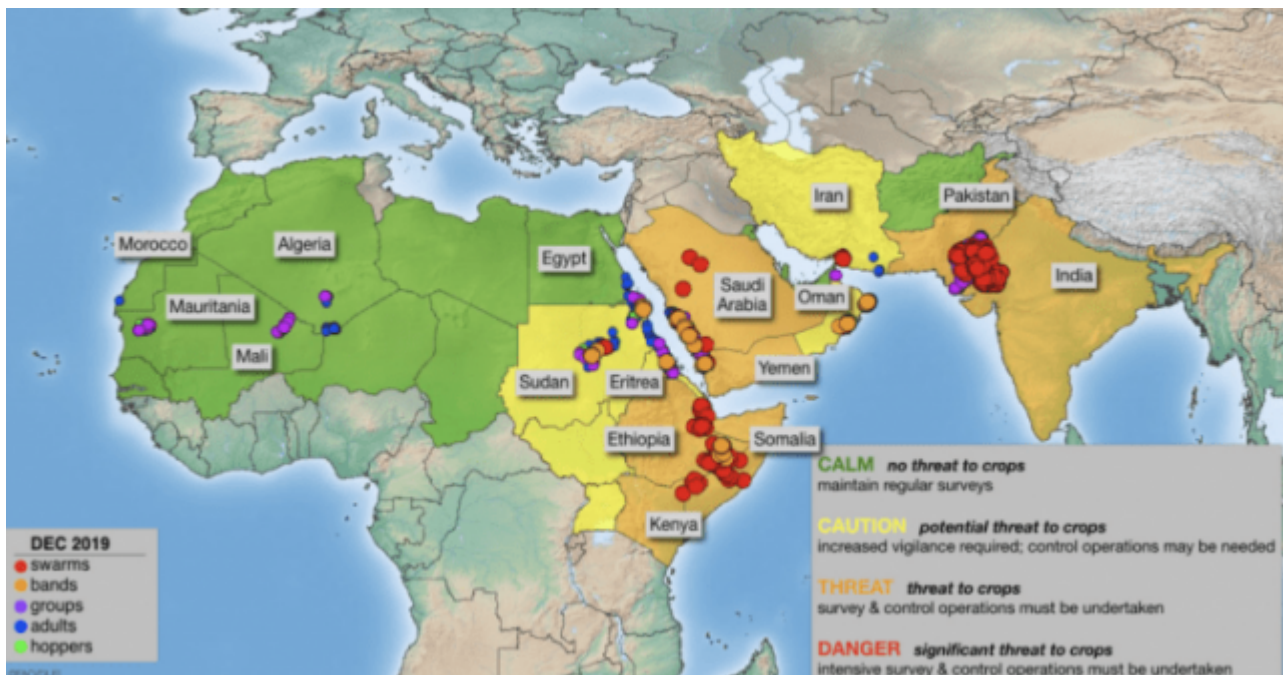 Iran
Pakistan
Morocco
Algeria
Egypt
India
Saudi
Arabia
Oman
Mauritania
Mali
Yemen
Sudan
Eritrea
Ethiopia
Somalia
Kenya
CALM no threat to crops
maintain regular surveys
CAUTION potential threat to crops
increased vigilance required; control operations may be needed
THREAT threat to crops
survey & control operations must be undertaken
DANGER significant threat to crops
intensive survey & control operations must be undertaken
DEC 2019
swarms
bands
groups
adults
hoppers